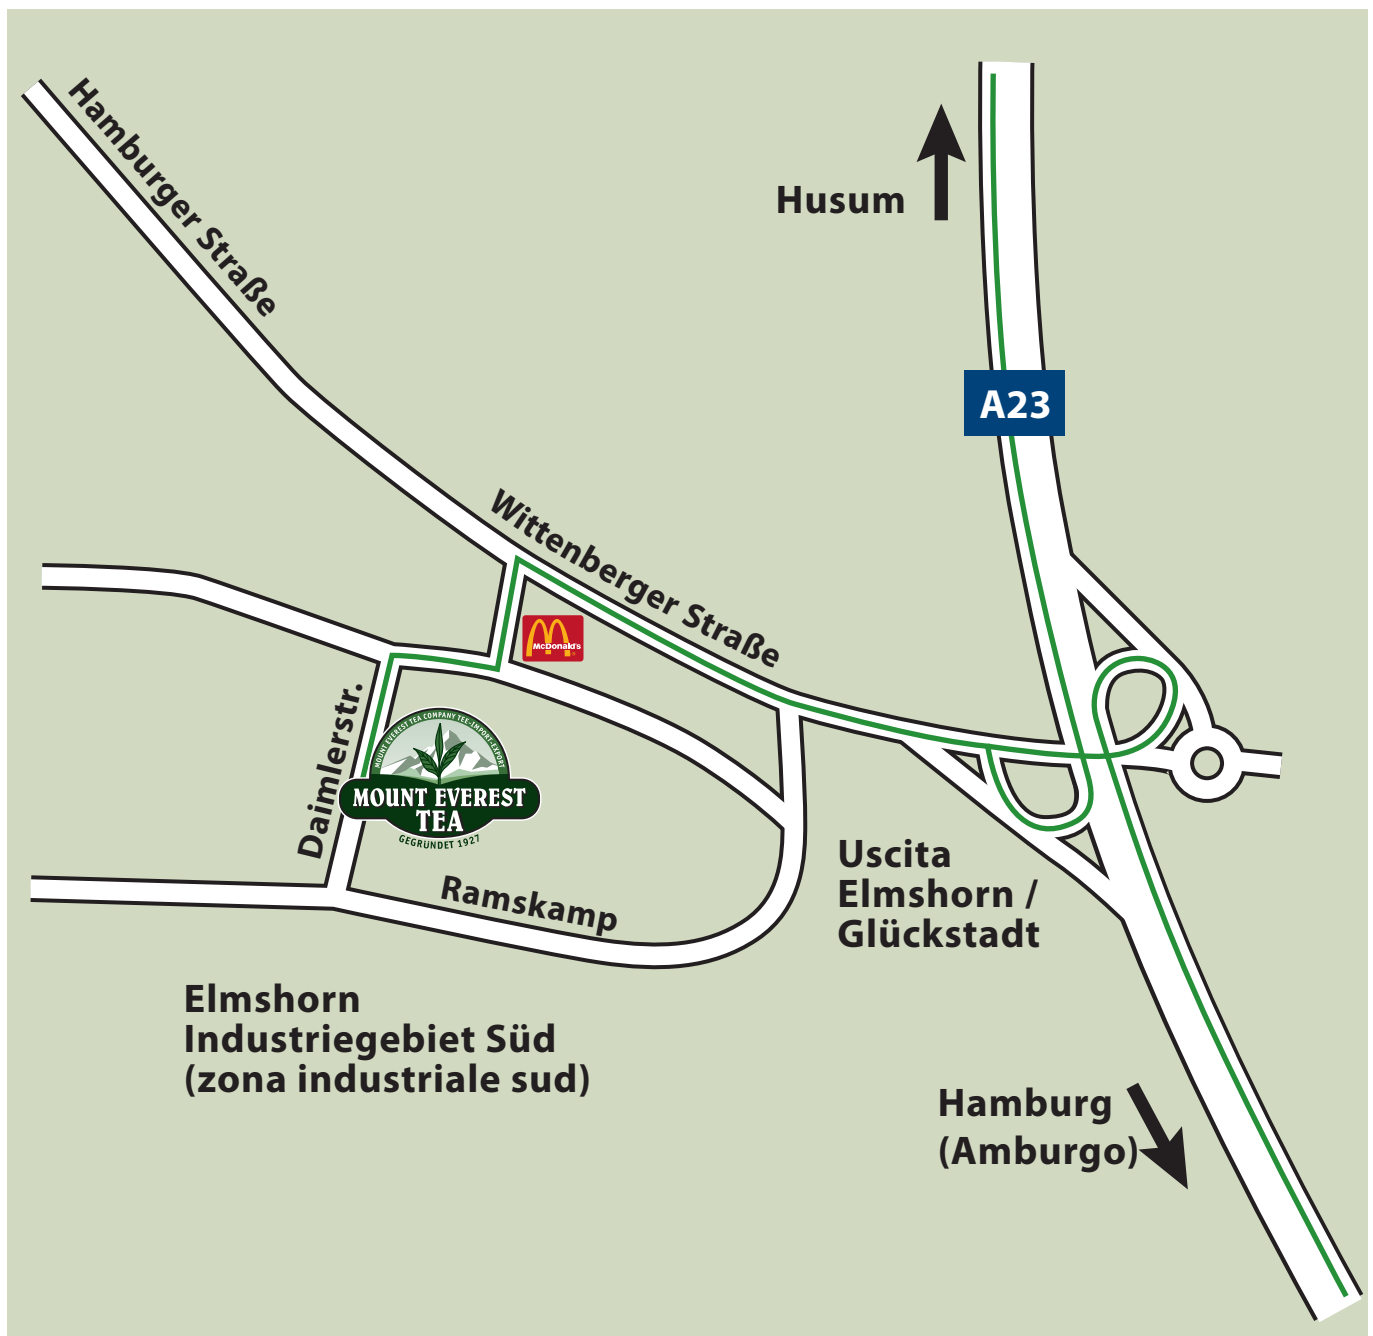 Hamburger Straße
Husum
A23
Wittenberger Straße
McDonald's
Daimlerstr.
MOUNT EVEREST TEA COMPANY TEE-IMPORT-EXPORT
MOUNT EVEREST
TEA
GEGRÜNDET 1927
Uscita
Elmshorn /
Glückstadt
Ramskamp
Elmshorn
Industriegebiet Süd
(zona industriale sud)
Hamburg
(Amburgo)